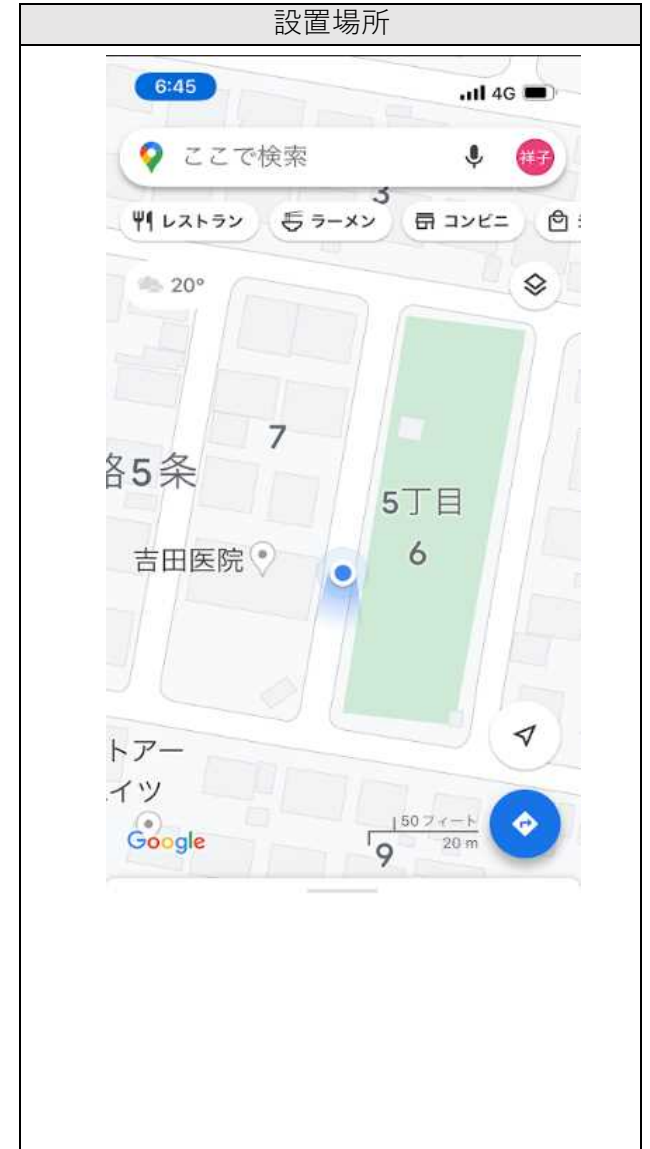 設置場所
6:45
4G
ここで検索
祥子
3
レストラン
ラーメン
コンビニ
20°
7
路5条
5丁目
6
吉田医院
トアー
イツ
Google
50 フィート
20 m
9